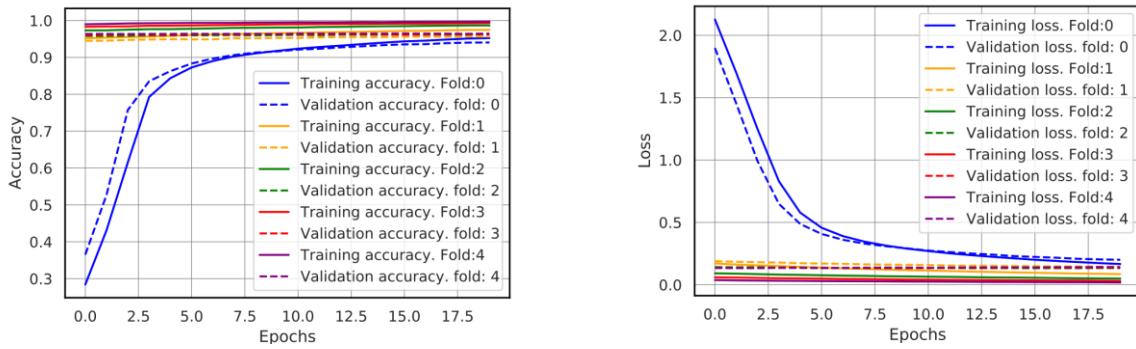 1.0
0.9
0.8
0.7
0.6
0.5
0.4
0.3
Accuracy
Training accuracy. Fold:0
Validation accuracy. fold: 0
Training accuracy. Fold:1
Validation accuracy. fold: 1
Training accuracy. Fold:2
Validation accuracy. fold: 2
Training accuracy. Fold:3
Validation accuracy. fold: 3
Training accuracy. Fold:4
Validation accuracy. fold: 4
0.0 2.5 5.0 7.5 10.0 12.5 15.0 17.5
Epochs
2.0
1.5
1.0
0.5
0.0
Loss
Training loss. Fold:0
Validation loss. fold: 0
Training loss. Fold:1
Validation loss. fold: 1
Training loss. Fold:2
Validation loss. fold: 2
Training loss. Fold:3
Validation loss. fold: 3
Training loss. Fold:4
Validation loss. fold: 4
0.0 2.5 5.0 7.5 10.0 12.5 15.0 17.5
Epochs